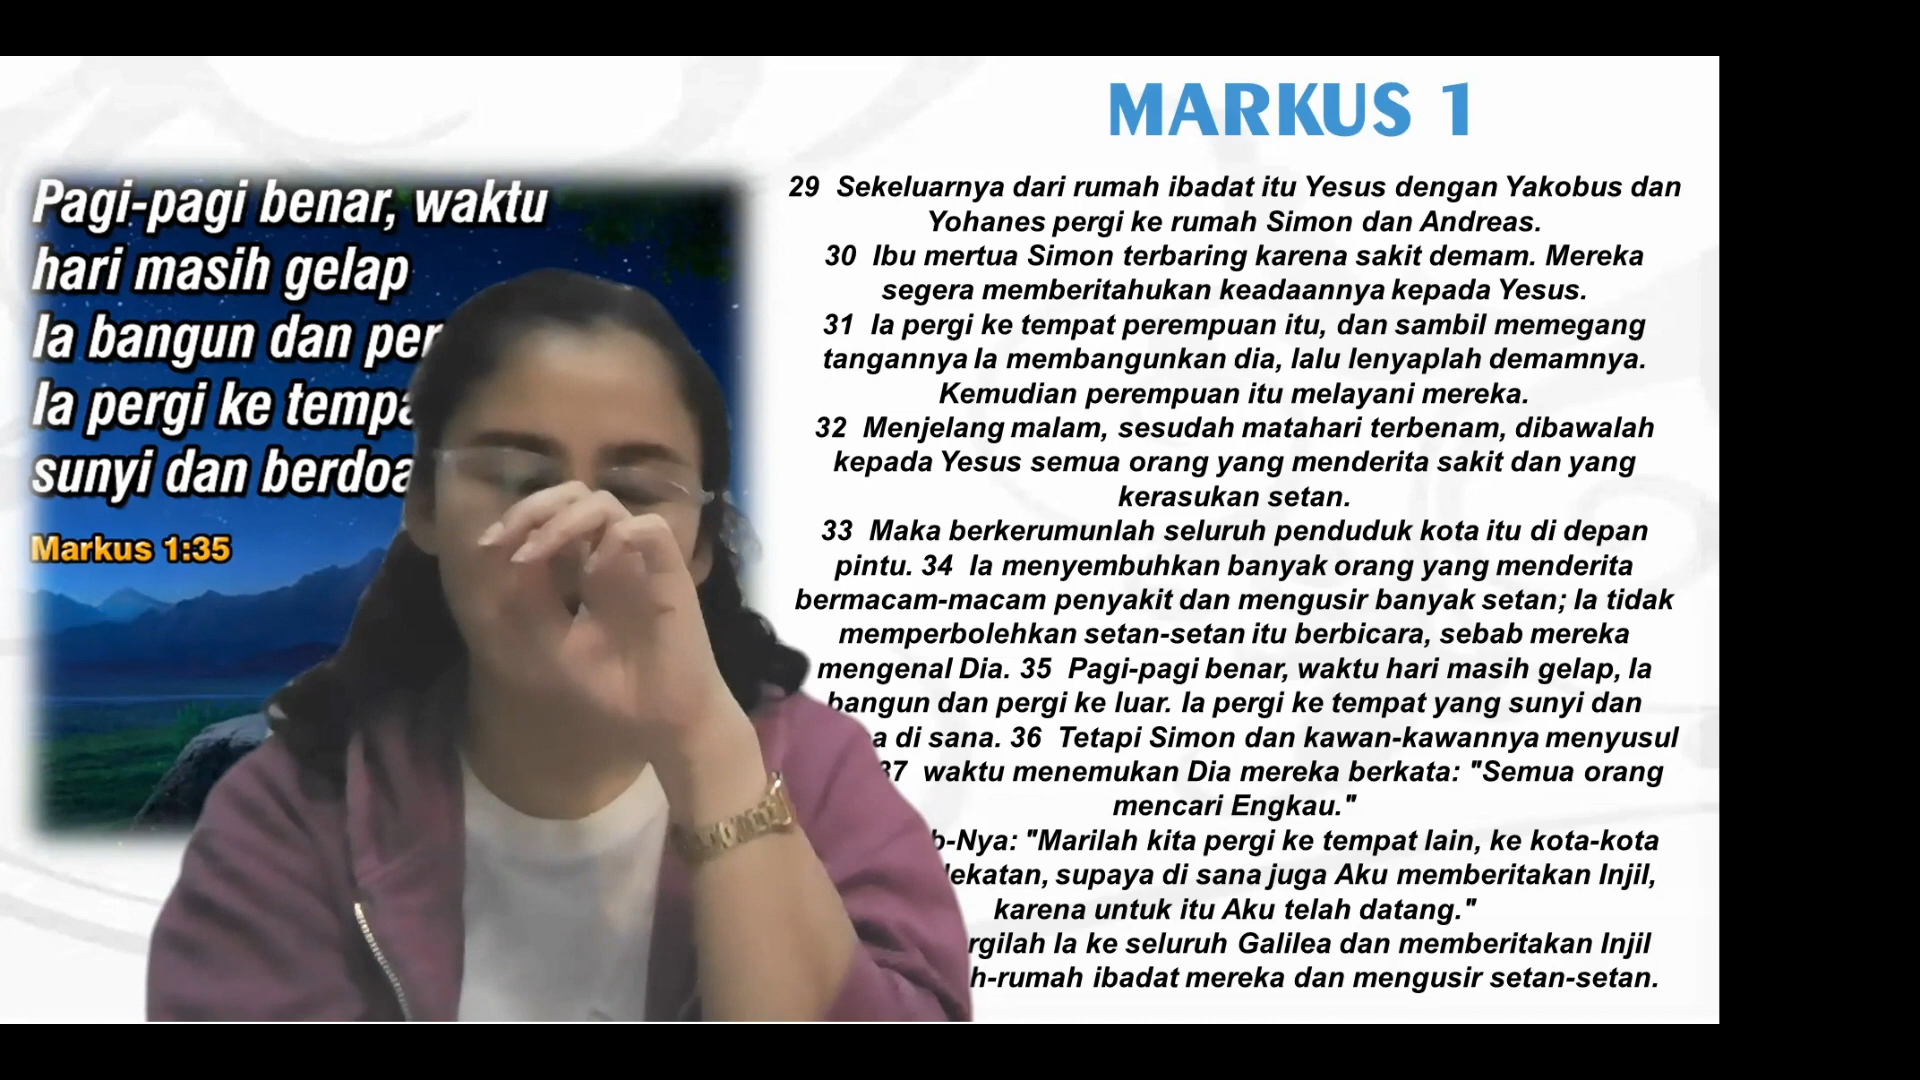 MARKUS 1
Pagi-pagi benar, waktu
hari masih gelap
Ia bangun dan
Ia pergi ke
sunyi dan berdoa
Markus 1:35
29 Sekeluarnya dari rumah ibadat itu Yesus dengan Yakobus dan
Yohanes pergi ke rumah Simon dan Andreas.
30 Ibu mertua Simon terbaring karena sakit demam. Mereka
segera memberitahukan keadaannya kepada Yesus.
31 Ia pergi ke tempat perempuan itu, dan sambil memegang
tangannya Ia membangunkan dia, lalu lenyaplah demamnya.
Kemudian perempuan itu melayani mereka.
32 Menjelang malam, sesudah matahari terbenam, dibawalah
kepada Yesus semua orang yang menderita sakit dan yang
kerasukan setan.
33 Maka berkerumunlah seluruh penduduk kota itu di depan
pintu. 34 Ia menyembuhkan banyak orang yang menderita
bermacam-macam penyakit dan mengusir banyak setan; Ia tidak
memperbolehkan setan-setan itu berbicara, sebab mereka
mengenal Dia. 35 Pagi-pagi benar, waktu hari masih gelap, Ia
bangun dan pergi ke luar. Ia pergi ke tempat yang sunyi dan
di sana. 36 Tetapi Simon dan kawan-kawannya menyusul
37 waktu menemukan Dia mereka berkata: "Semua orang
mencari Engkau."
-Nya: "Marilah kita pergi ke tempat lain, ke kota-kota
supaya di sana juga Aku memberitakan Injil,
karena untuk itu Aku telah datang."
Ia ke seluruh Galilea dan memberitakan Injil
-rumah ibadat mereka dan mengusir setan-setan.